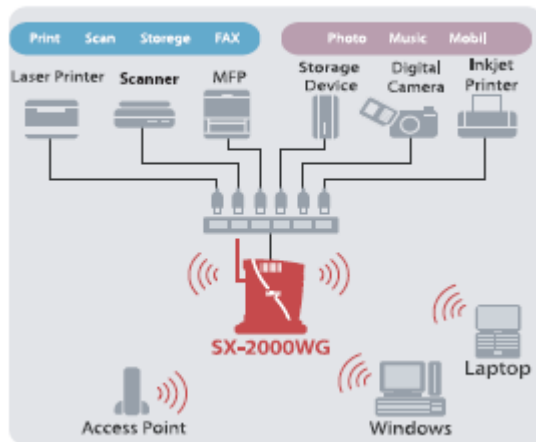 Print Scan Storege FAX
Photo Music Mobil
Laser Printer
Scanner
MFP
Storage
Device
Digital
Camera
Inkjet
Printer
SX-2000WG
Laptop
Access Point
Windows